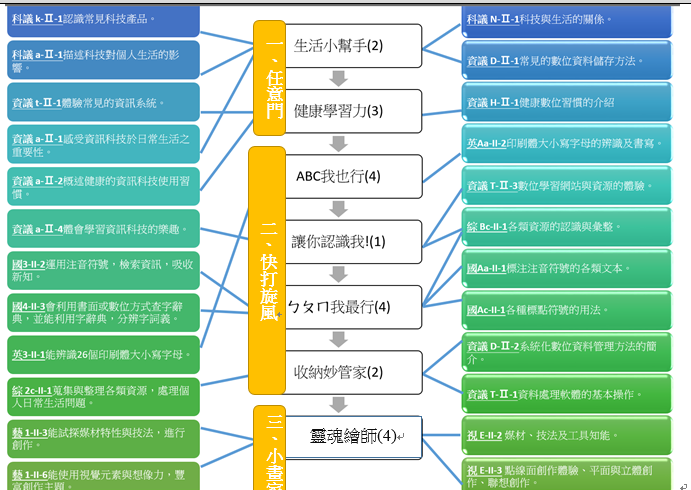 科議 k-Ⅱ-1認識常見科技產品。
科議 a-Ⅱ-1描述科技對個人生活的影
響。
資議 t-Ⅱ-1體驗常見的資訊系統。
資議 a-Ⅱ-1感受資訊科技於日常生活之
重要性。
資議 a-Ⅱ-2概述健康的資訊科技使用習
慣。
資議 a-Ⅱ-4體會學習資訊科技的樂趣。
國3-II-2運用注音符號，檢索資訊，吸收
新知。
國4-II-3會利用書面或數位方式查字辭
典，並能利用字辭典，分辨字詞義。
英3-II-1能辨識26個印刷體大小寫字母。
綜 2c-II-1 蒐集與整理各類資源，處理個
人日常生活問題。
藝 1-II-3能試探媒材特性與技法，進行
創作。
藝 1-II-6能使用視覺元素與想像力，豐
富創作主題。
一、任意門
生活小幫手(2)
健康學習力(3)
二、快打旋風
ABC我也行(4)
讓你認識我!(1)
ㄅㄆㄇ我最行(4)
收納妙管家(2)
三、小畫家
靈魂繪師(4)
科議 N-Ⅱ-1科技與生活的關係。
資議 D-Ⅱ-1常見的數位資料儲存方法。
資議 H-Ⅱ-1健康數位習慣的介紹
英Aa-II-2印刷體大小寫字母的辨識及書寫。
資議 T-Ⅱ-3數位學習網站與資源的體驗。
綜 Bc-II-1各類資源的認識與彙整。
國Aa-II-1標注注音符號的各類文本。
國Ac-II-1各種標點符號的用法。
資議 D-Ⅱ-2系統化數位資料管理方法的簡
介。
資議 T-Ⅱ-1資料處理軟體的基本操作。
視 E-II-2 媒材、技法及工具知能。
視 E-II-3 點線面創作體驗、平面與立體創
作、聯想創作。